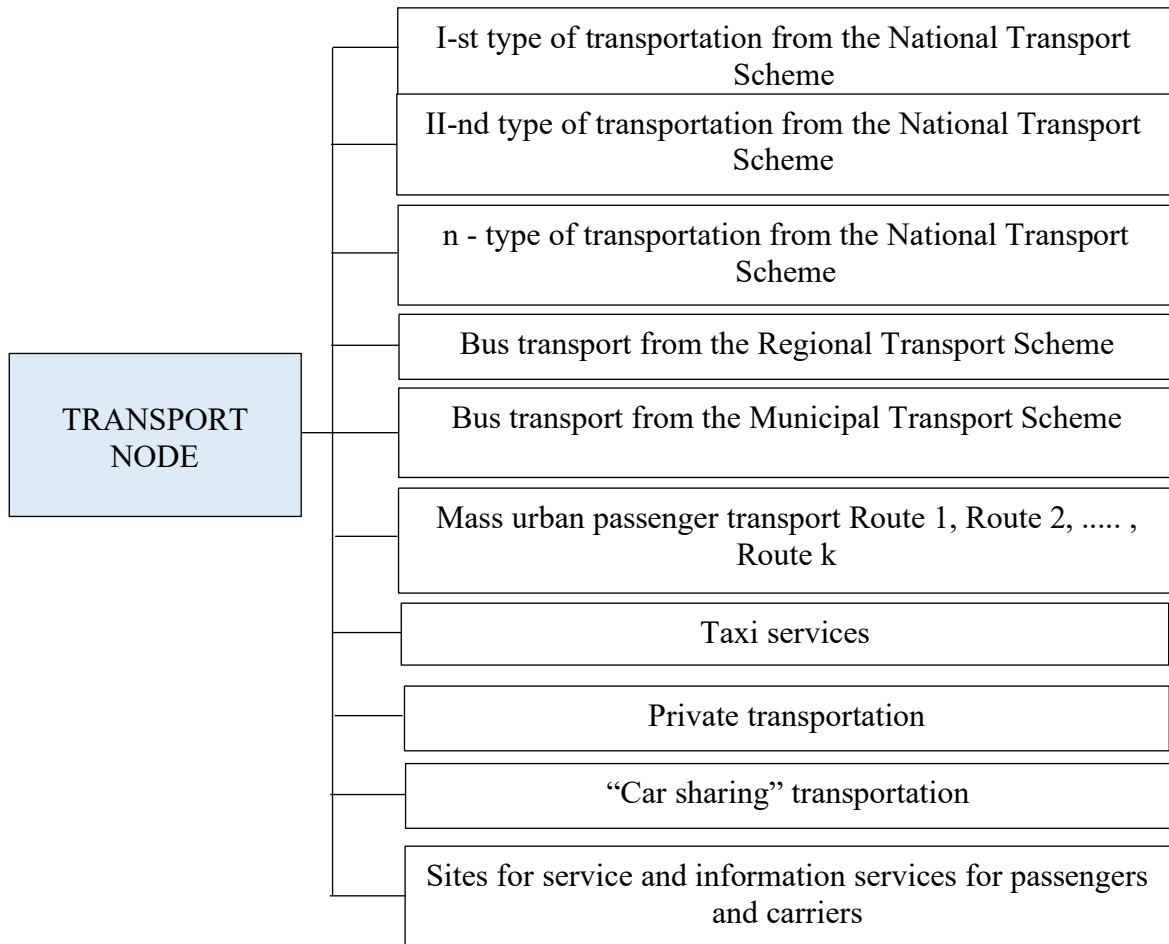 I-st type of transportation from the National Transport
Scheme
II-nd type of transportation from the National Transport
Scheme
n - type of transportation from the National Transport
Scheme
Bus transport from the Regional Transport Scheme
TRANSPORT
NODE
Bus transport from the Municipal Transport Scheme
Mass urban passenger transport Route 1, Route 2, ..... ,
Route k
Taxi services
Private transportation
“Car sharing” transportation
Sites for service and information services for passengers
and carriers